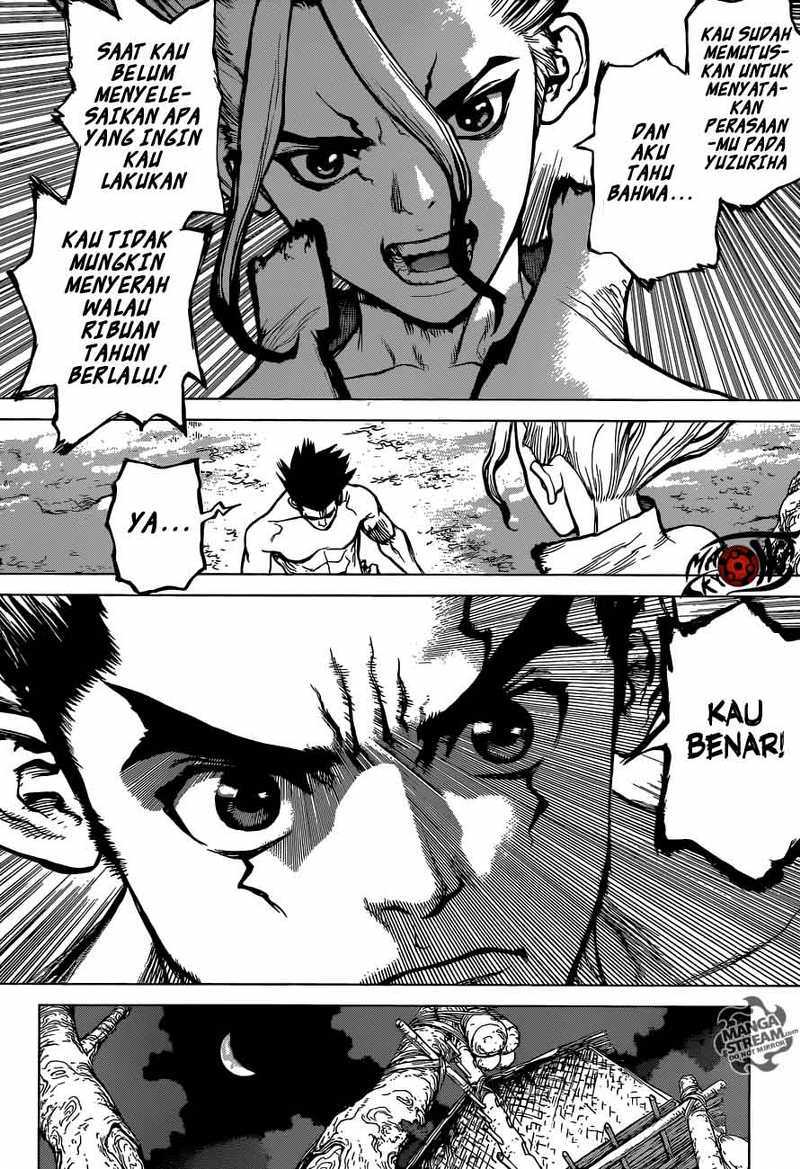 KAU SUDAH
MEMUTUS-
KAN UNTUK
MENYATA-
KAN
PERASAAN
-MU PADA
YUZURIHA
DAN
AKU
TAHU
BAHWA...
SAAT KAU
BELUM
MENYELE-
SAIKAN APA
YANG INGIN
KAU
LAKUKAN
KAU TIDAK
MUNGKIN
MENYERAH
WALAU
RIBUAN
TAHUN
BERLALU!
YA...
KAU
BENAR!
MANGA
STREAM.com
DO NOT MIRROR